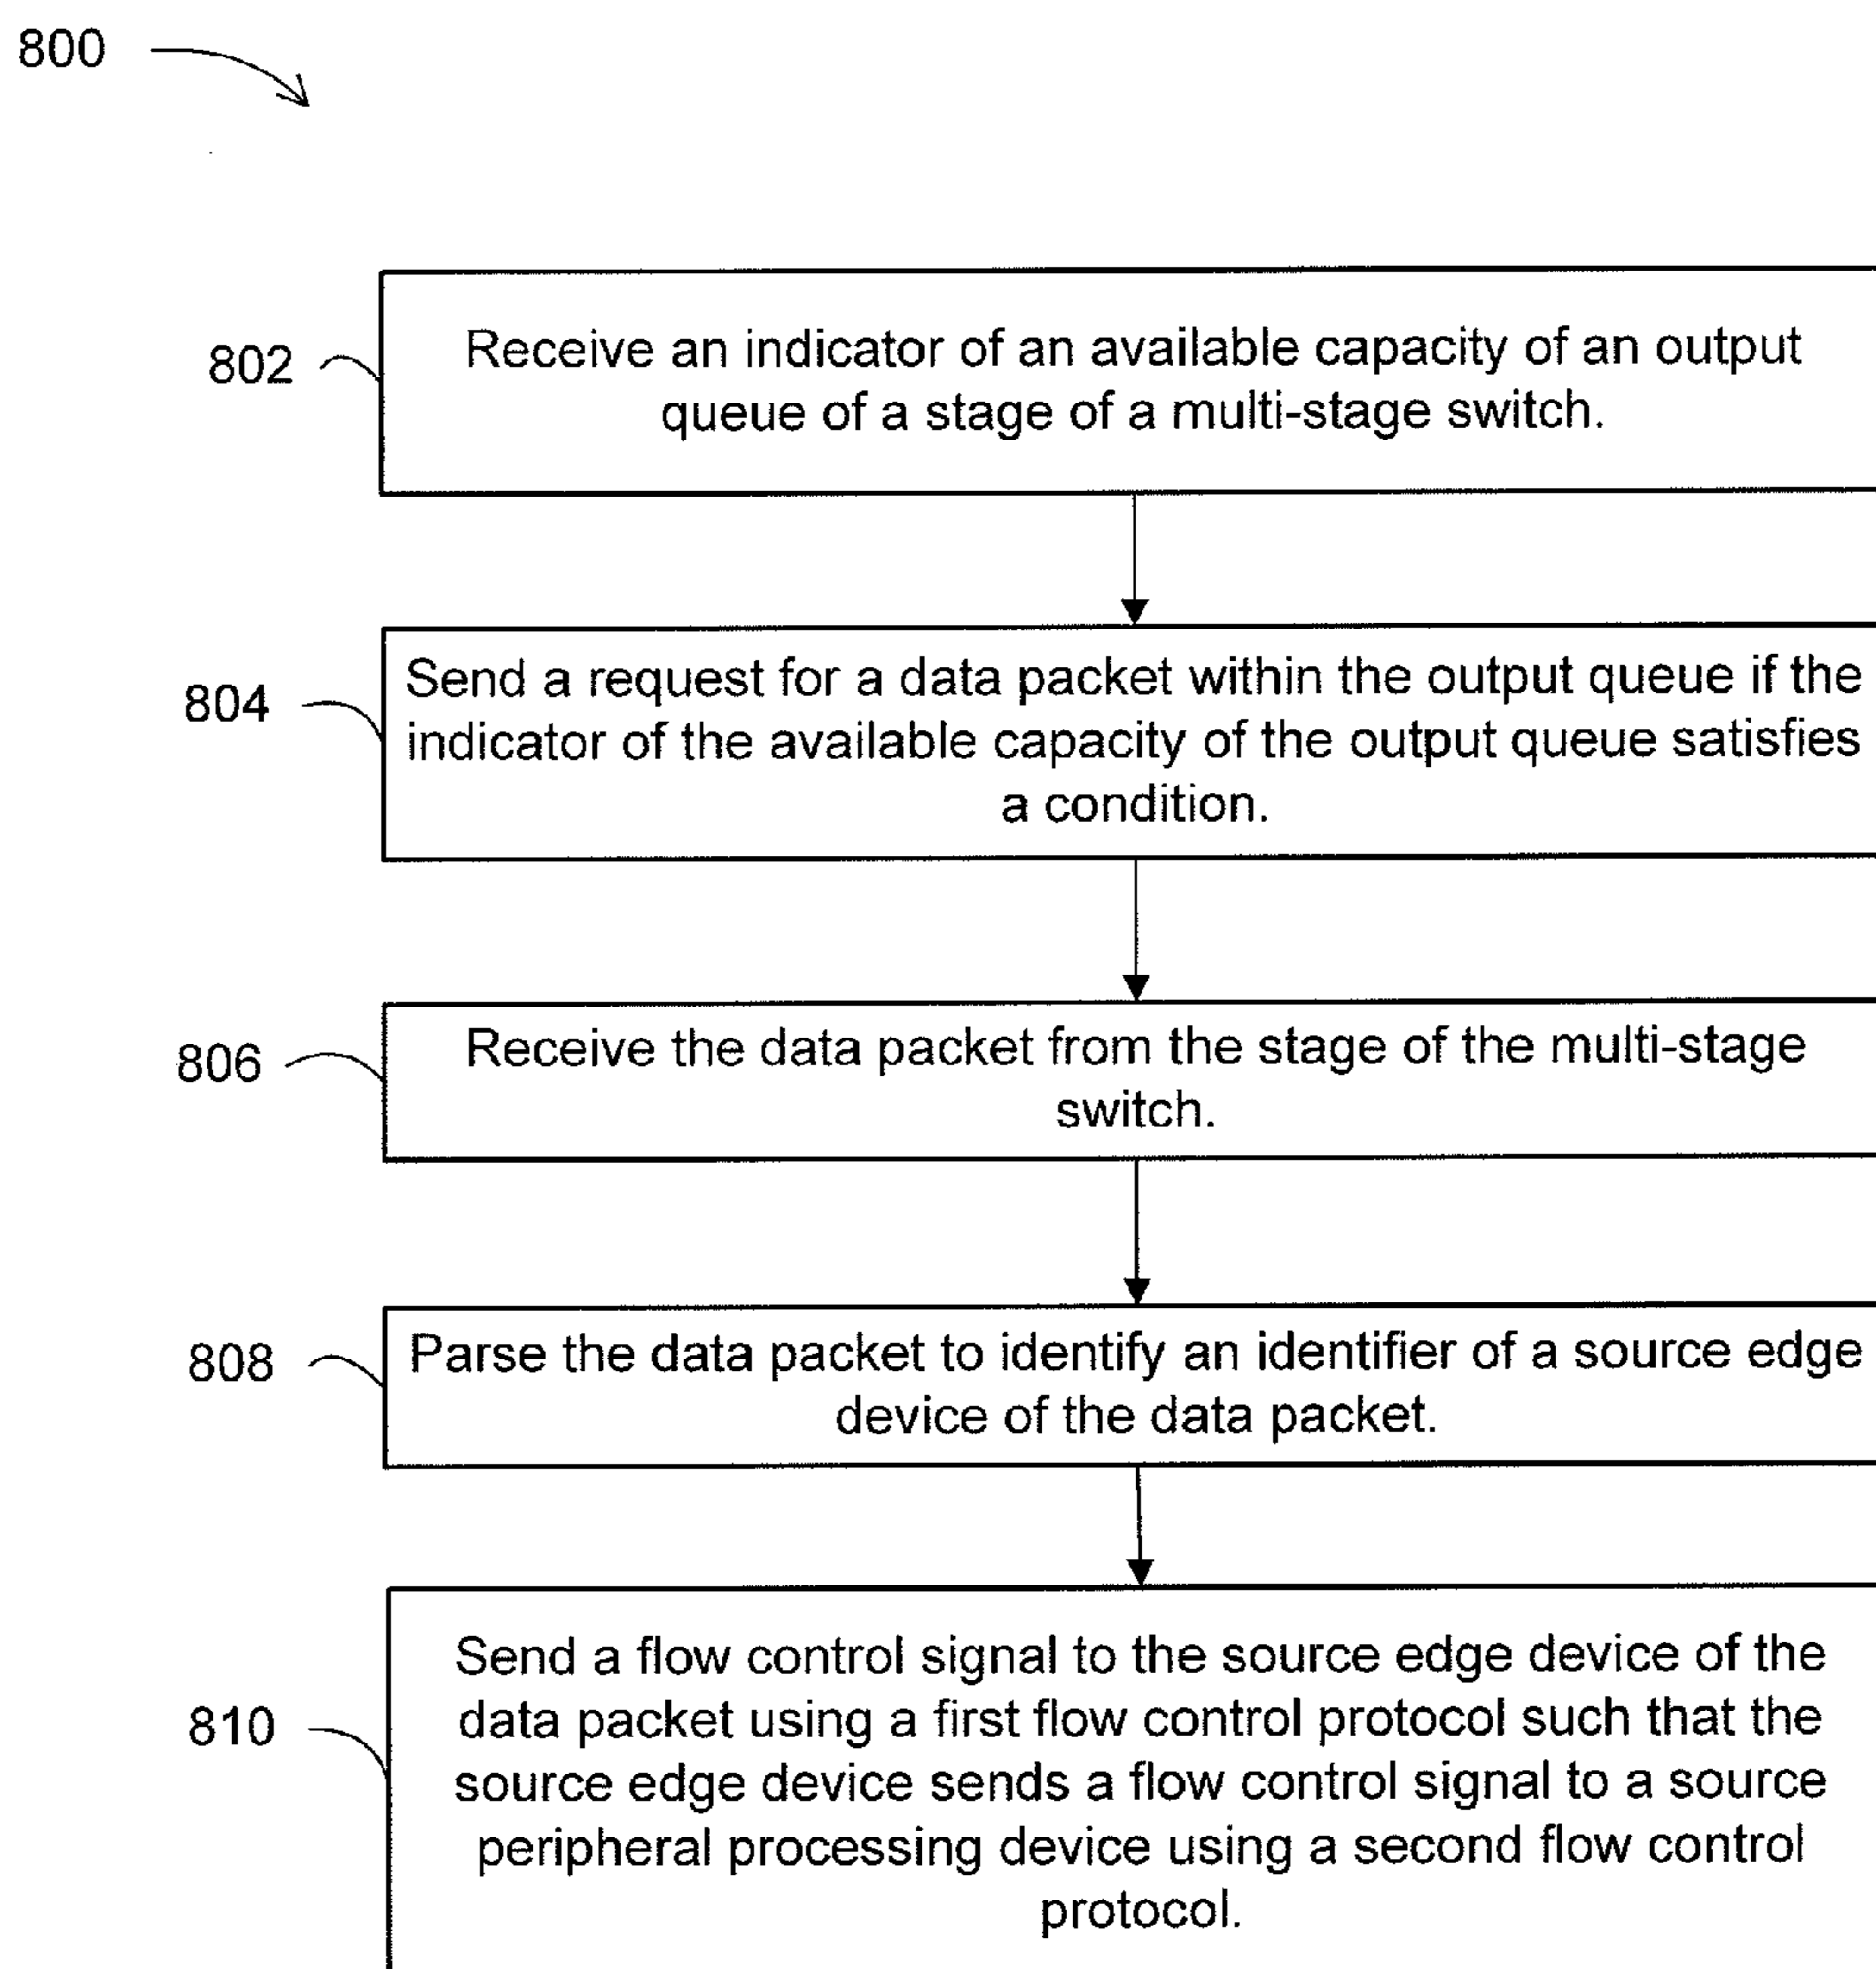 800
802
Receive an indicator of an available capacity of an output
queue of a stage of a multi-stage switch.
804
Send a request for a data packet within the output queue if the
indicator of the available capacity of the output queue satisfies
a condition.
806
Receive the data packet from the stage of the multi-stage
switch.
808
Parse the data packet to identify an identifier of a source edge
device of the data packet.
810
Send a flow control signal to the source edge device of the
data packet using a first flow control protocol such that the
source edge device sends a flow control signal to a source
peripheral processing device using a second flow control
protocol.